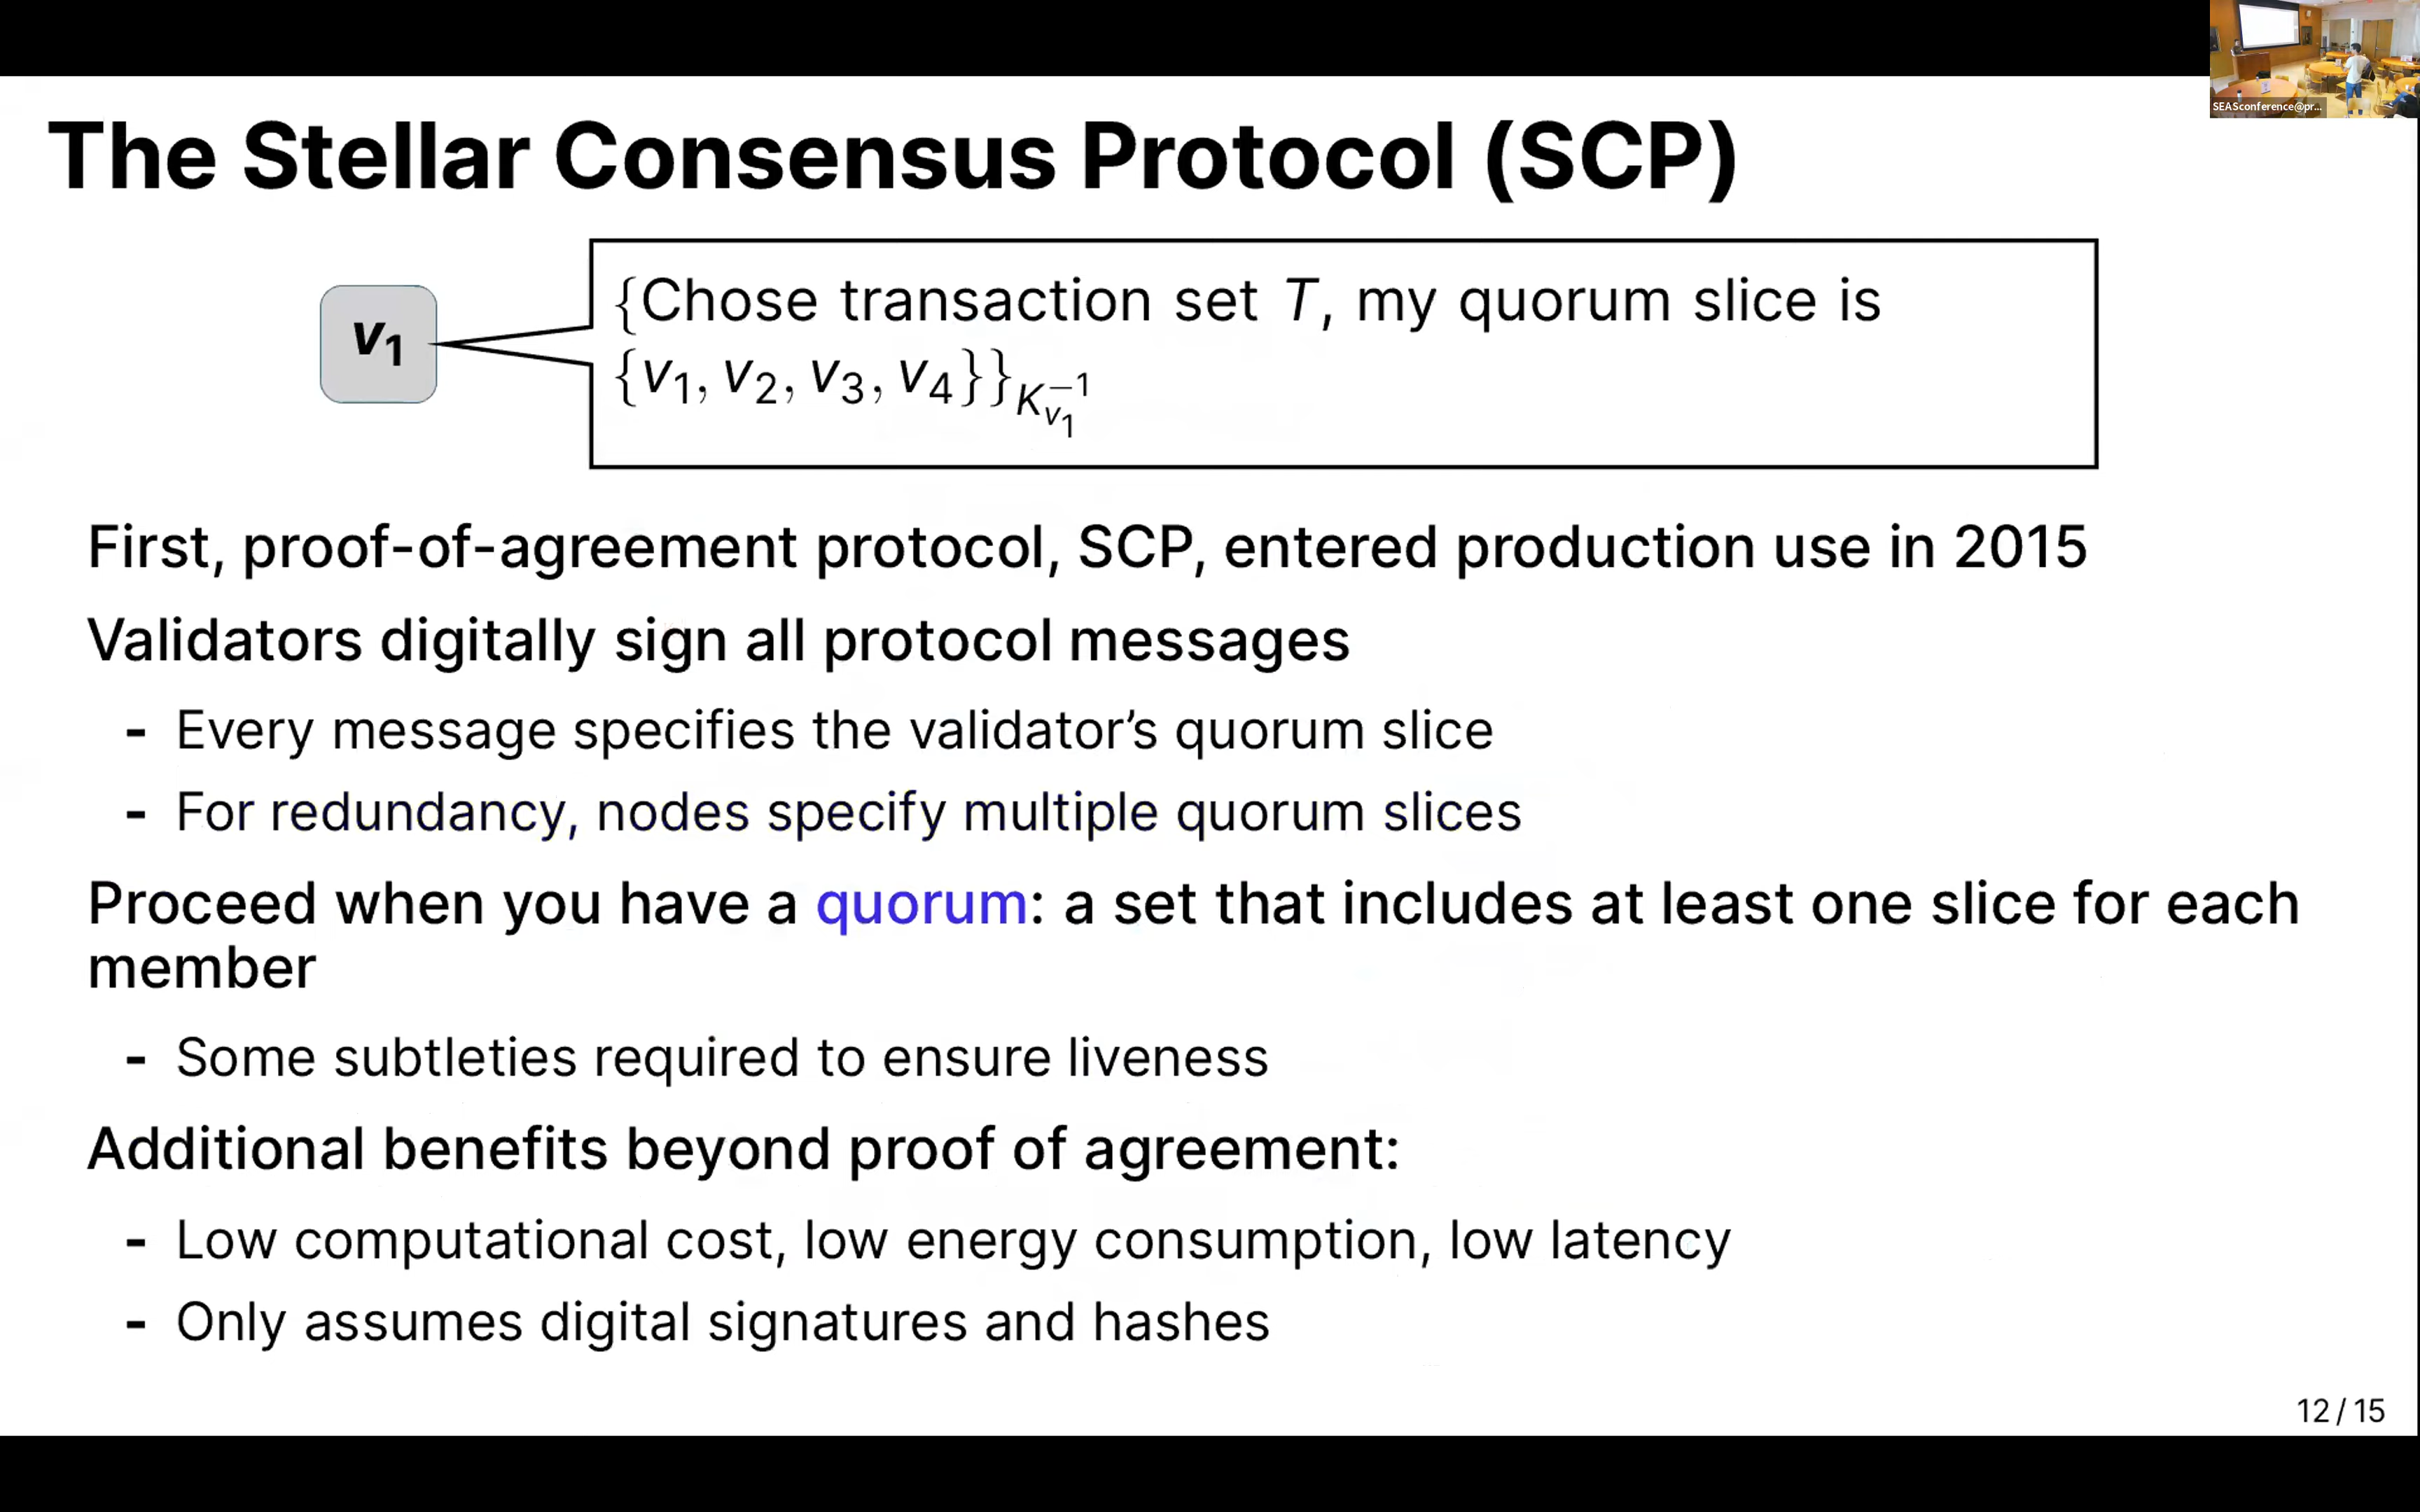 SEASconference@pr...
The Stellar Consensus Protocol (SCP)
v₁
{Chose transaction set T, my quorum slice is
{v₁, v₂, v₃, v₄}}_{K_{v₁}^{−1}}
First, proof-of-agreement protocol, SCP, entered production use in 2015
Validators digitally sign all protocol messages
- Every message specifies the validator’s quorum slice
- For redundancy, nodes specify multiple quorum slices
Proceed when you have a quorum: a set that includes at least one slice for each
member
- Some subtleties required to ensure liveness
Additional benefits beyond proof of agreement:
- Low computational cost, low energy consumption, low latency
- Only assumes digital signatures and hashes
12 / 15